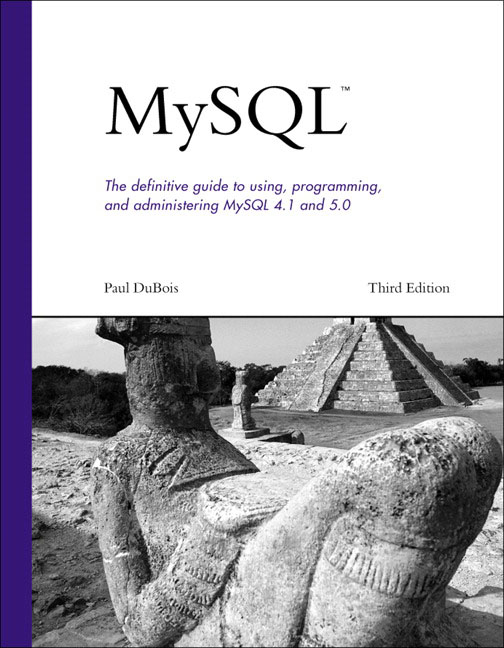 MySQL™
The definitive guide to using, programming,
and administering MySQL 4.1 and 5.0
Paul DuBois
Third Edition